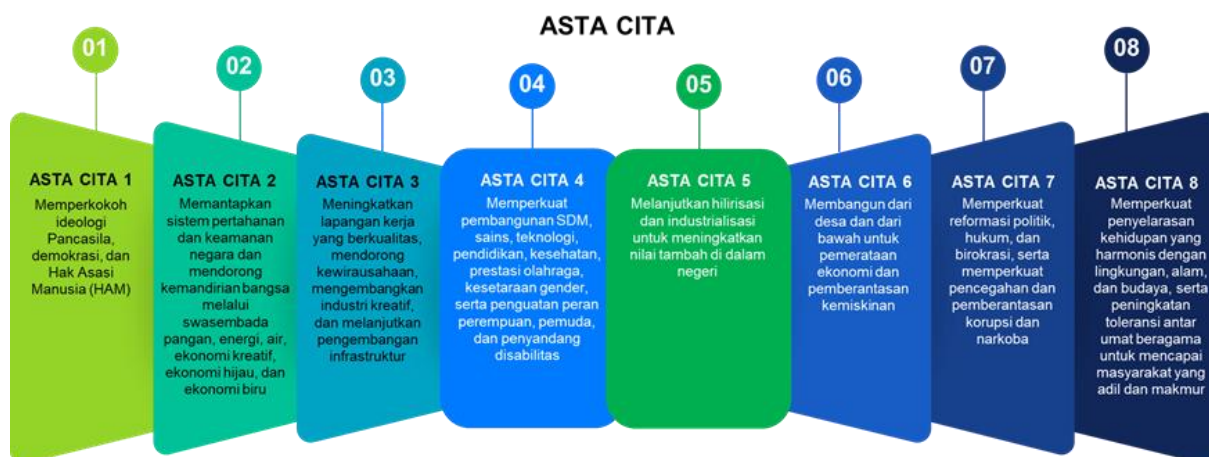 ASTA CITA
01
02
03
04
05
06
07
08
ASTA CITA 1
Memperkokoh
ideologi
Pancasila,
demokrasi, dan
Hak Asasi
Manusia (HAM)
ASTA CITA 2
Memantapkan
sistem pertahanan
dan keamanan
negara dan
mendorong
kemandirian bangsa
melalui
swasembada
pangan, energi, air,
ekonomi kreatif,
ekonomi hijau, dan
ekonomi biru
ASTA CITA 3
Meningkatkan
lapangan kerja
yang berkualitas,
mendorong
kewirausahaan,
mengembangkan
industri kreatif,
dan melanjutkan
pengembangan
infrastruktur
ASTA CITA 4
Memperkuat
pembangunan SDM,
sains, teknologi,
pendidikan, kesehatan,
prestasi olahraga,
kesetaraan gender,
serta penguatan peran
perempuan, pemuda,
dan penyandang
disabilitas
ASTA CITA 5
Melanjutkan hilirisasi
dan industrialisasi
untuk meningkatkan
nilai tambah di dalam
negeri
ASTA CITA 6
Membangun dari
desa dan dari
bawah untuk
pemerataan
ekonomi dan
pemberantasan
kemiskinan
ASTA CITA 7
Memperkuat
reformasi politik,
hukum, dan
birokrasi, serta
memperkuat
pencegahan dan
pemberantasan
korupsi dan
narkoba
ASTA CITA 8
Memperkuat
penyelarasan
kehidupan yang
harmonis dengan
lingkungan, alam,
dan budaya, serta
peningkatan
toleransi antar
umat beragama
untuk mencapai
masyarakat yang
adil dan makmur